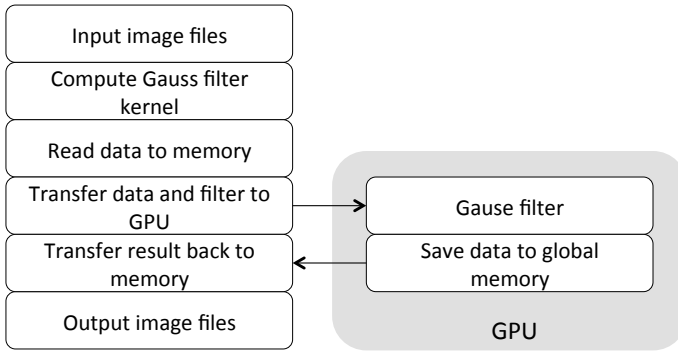 Input image files
Compute Gauss filter
kernel
Read data to memory
Transfer data and filter to
GPU
Transfer result back to
memory
Output image files
Gause filter
Save data to global
memory
GPU